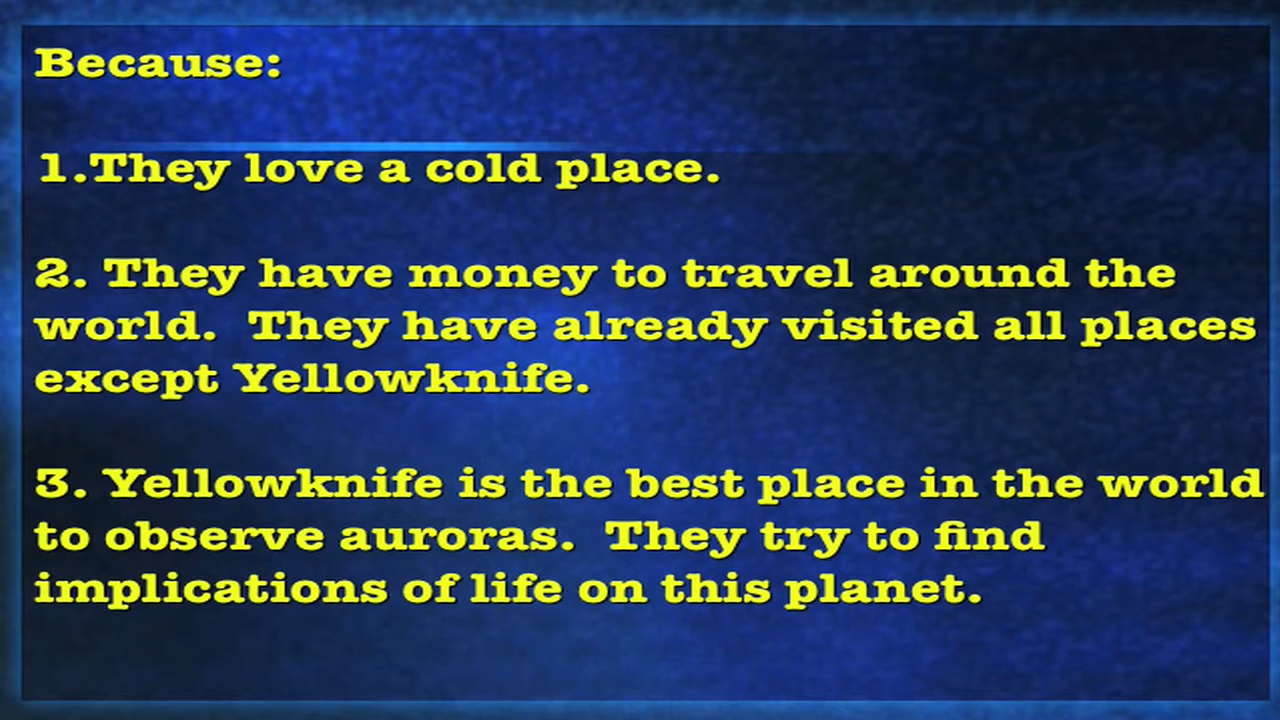 Because:
1.They love a cold place.
2. They have money to travel around the
world.  They have already visited all places
except Yellowknife.
3. Yellowknife is the best place in the world
to observe auroras.  They try to find
implications of life on this planet.